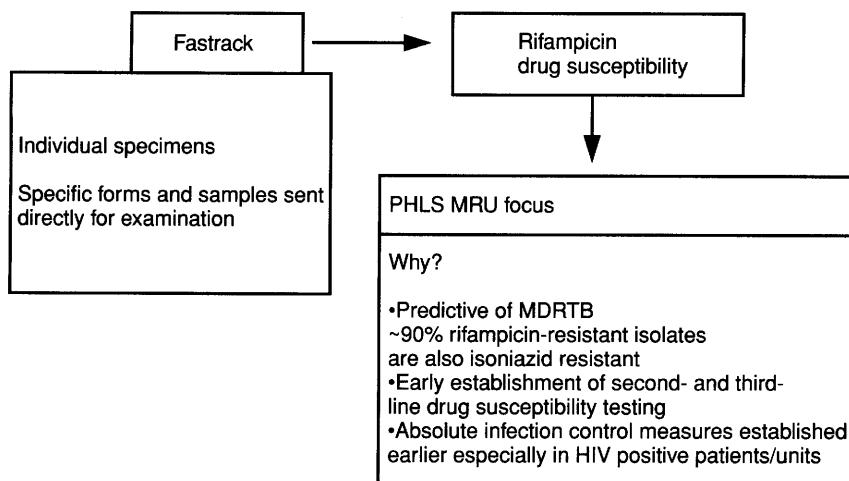 Fastrack
Rifampicin
drug susceptibility
Individual specimens
Specific forms and samples sent
directly for examination
PHLS MRU focus
Why?
•Predictive of MDRTB
~90% rifampicin-resistant isolates
are also isoniazid resistant
•Early establishment of second- and third-
line drug susceptibility testing
•Absolute infection control measures established
earlier especially in HIV positive patients/units